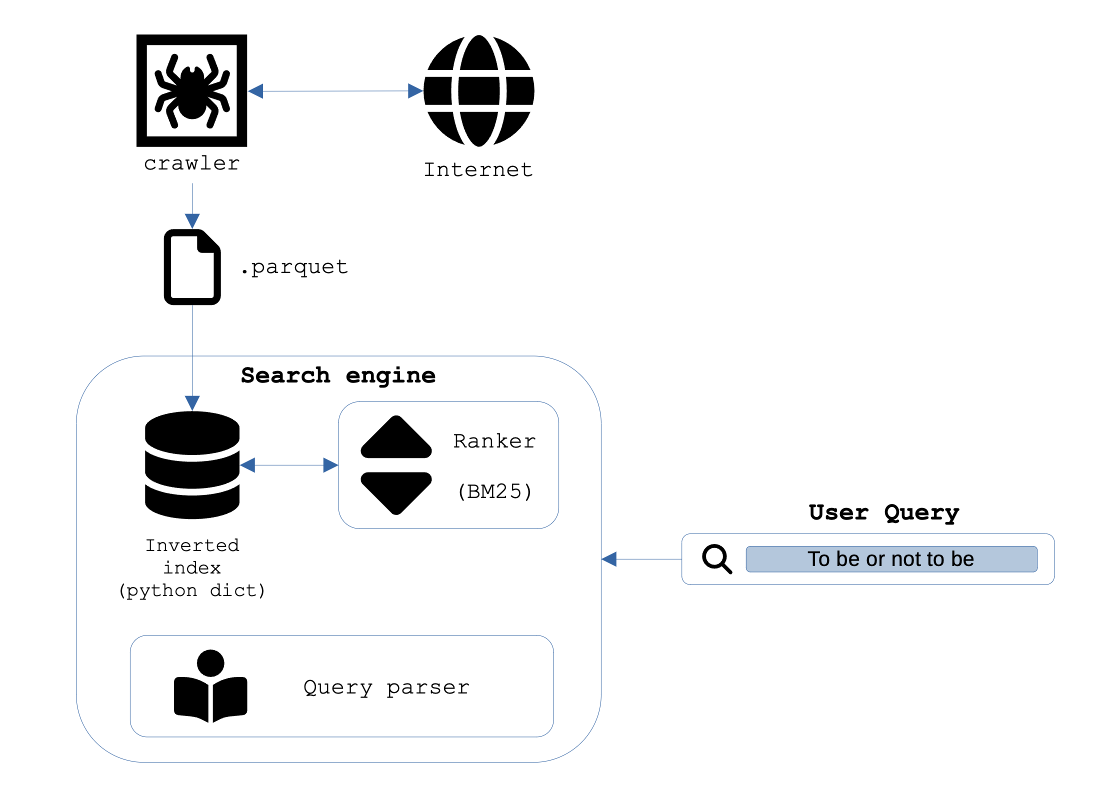 crawler
Internet
.parquet
Search engine
Ranker
(BM25)
Inverted
index
(python dict)
User Query
To be or not to be
Query parser